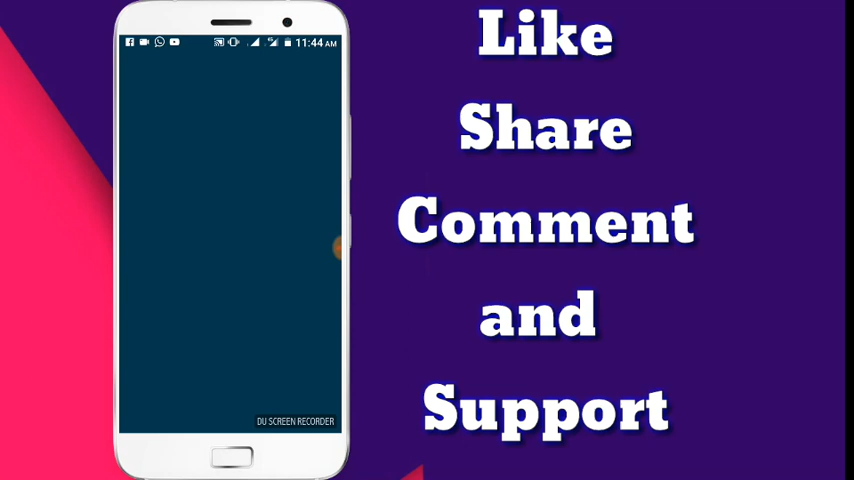 11:44 AM
Like
Share
Comment
and
Support
DU SCREEN RECORDER